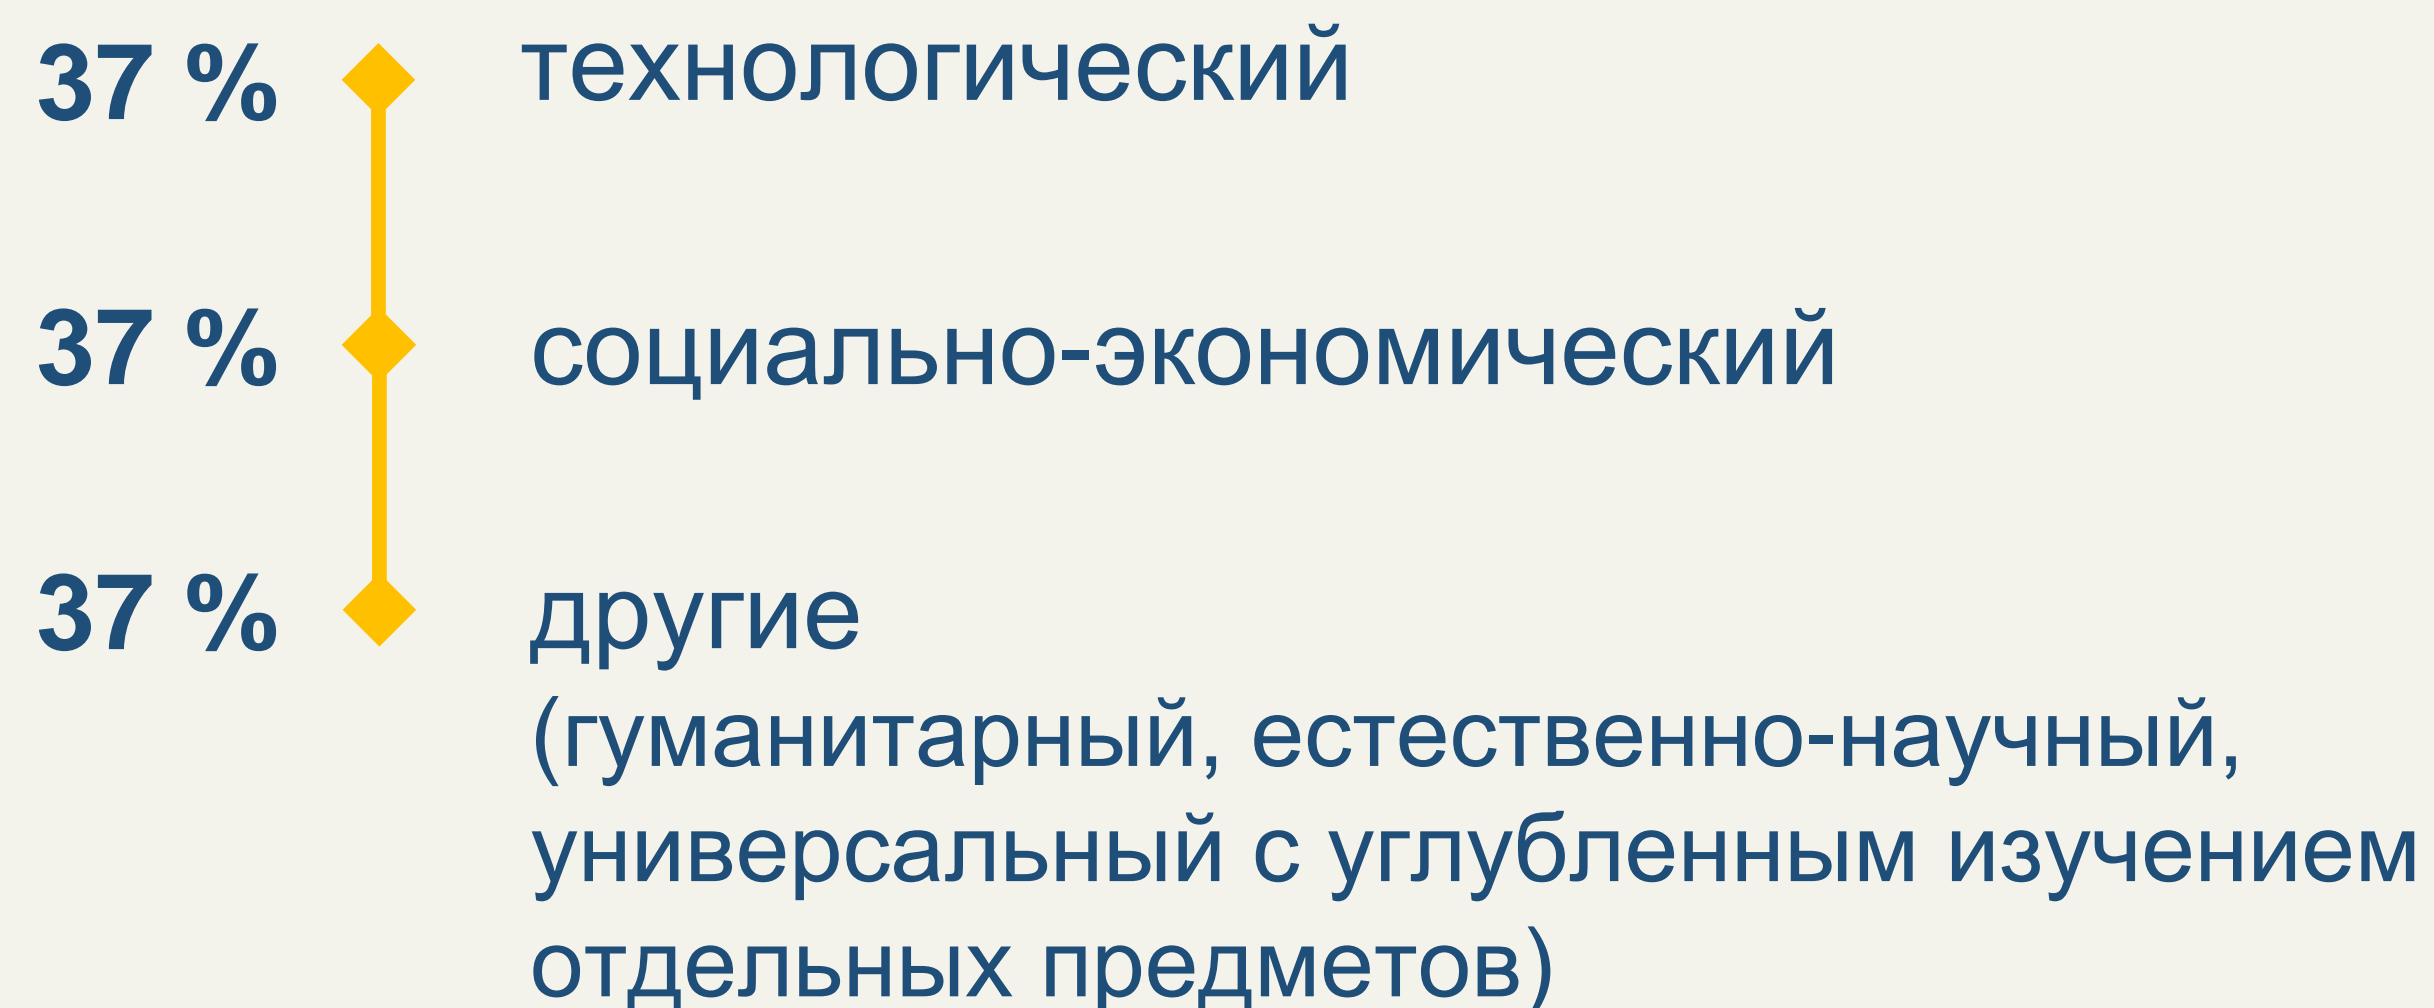 37 % технологический
37 % социально-экономический
37 % другие
(гуманитарный, естественно-научный,
универсальный с углубленным изучением
отдельных предметов)